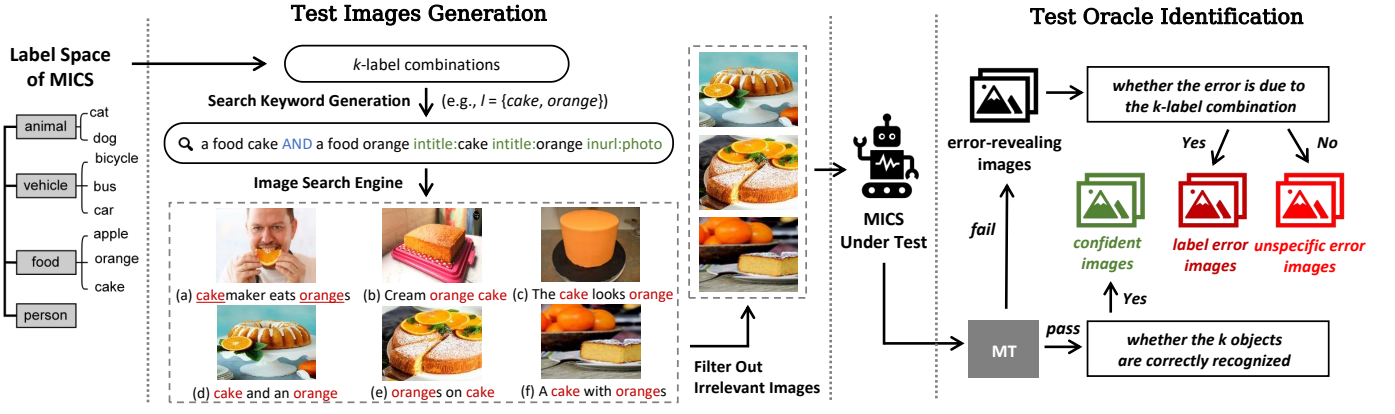 Test Images Generation
Test Oracle Identification
Label Space
of MICS
animal
cat
dog
vehicle
bicycle
bus
car
food
apple
orange
cake
person
k-label combinations
Search Keyword Generation
(e.g., l = {cake, orange})
a food cake AND a food orange intitle:cake intitle:orange inurl:photo
Image Search Engine
(a) cakemaker eats oranges
(b) Cream orange cake
(c) The cake looks orange
(d) cake and an orange
(e) oranges on cake
(f) A cake with oranges
Filter Out
Irrelevant Images
MICS
Under Test
error-revealing
images
whether the error is due to
the k-label combination
Yes
No
confident
images
label error
images
unspecific error
images
fail
Yes
MT
pass
whether the k objects
are correctly recognized